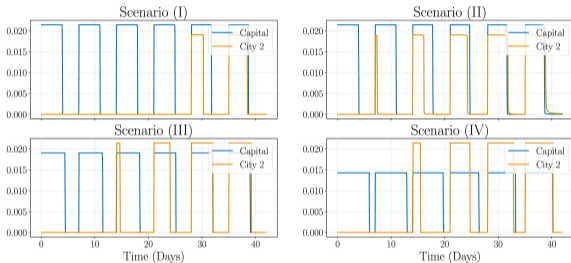 Scenario (I)
0.020
0.015
0.010
0.005
0.000
Capital
City 2
Scenario (II)
0.020
0.015
0.010
0.005
0.000
Capital
City 2
Scenario (III)
0.020
0.015
0.010
0.005
0.000
0
10
20
30
40
Time (Days)
Capital
City 2
Scenario (IV)
0.020
0.015
0.010
0.005
0.000
0
10
20
30
40
Time (Days)
Capital
City 2